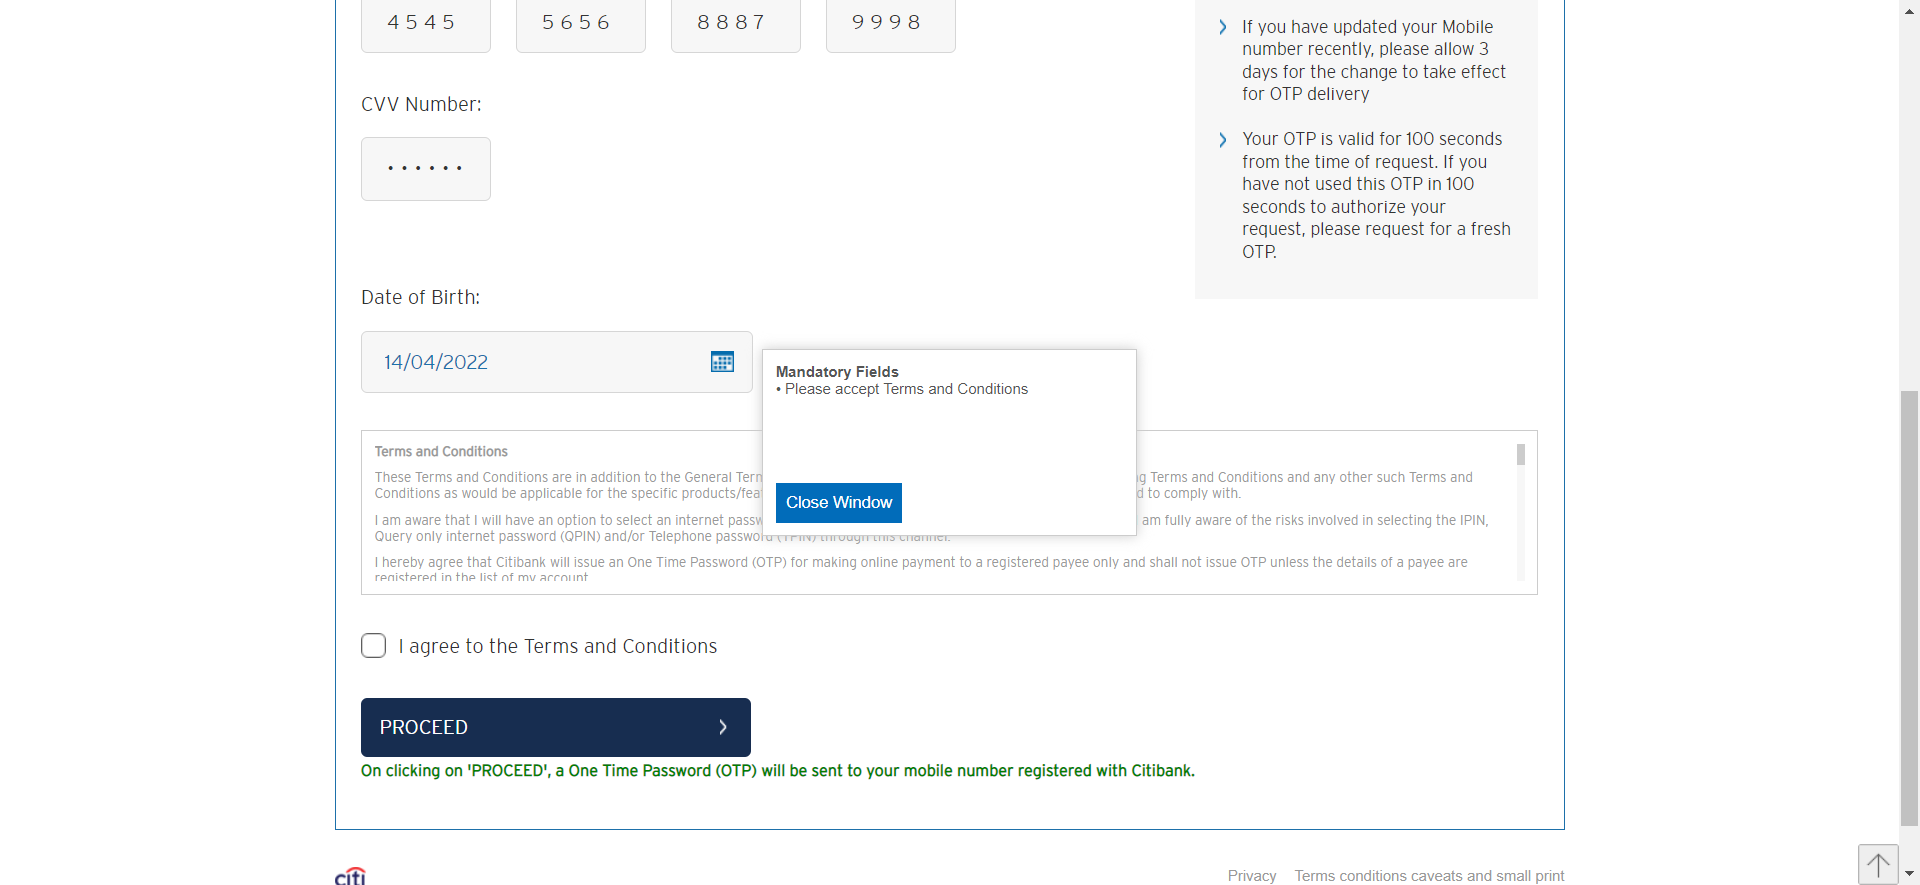 4545 5656 8887 9998
CVV Number:
••••••
Date of Birth:
14/04/2022
If you have updated your Mobile
number recently, please allow 3
days for the change to take effect
for OTP delivery
Your OTP is valid for 100 seconds
from the time of request. If you
have not used this OTP in 100
seconds to authorize your
request, please request for a fresh
OTP.
Mandatory Fields
• Please accept Terms and Conditions
Close Window
Terms and Conditions
These Terms and Conditions are in addition to the General Terms and Conditions and any other such Terms and
Conditions as would be applicable for the specific products/ to comply with.
I am aware that I will have an option to select an internet am fully aware of the risks involved in selecting the IPIN,
Query only internet password (QPIN) and/or Telephone password (TPIN) through this channel.
I hereby agree that Citibank will issue an One Time Password (OTP) for making online payment to a registered payee only and shall not issue OTP unless the details of a payee are
registered in the list of my account
I agree to the Terms and Conditions
PROCEED
On clicking on 'PROCEED', a One Time Password (OTP) will be sent to your mobile number registered with Citibank.
citi
Privacy Terms conditions caveats and small print